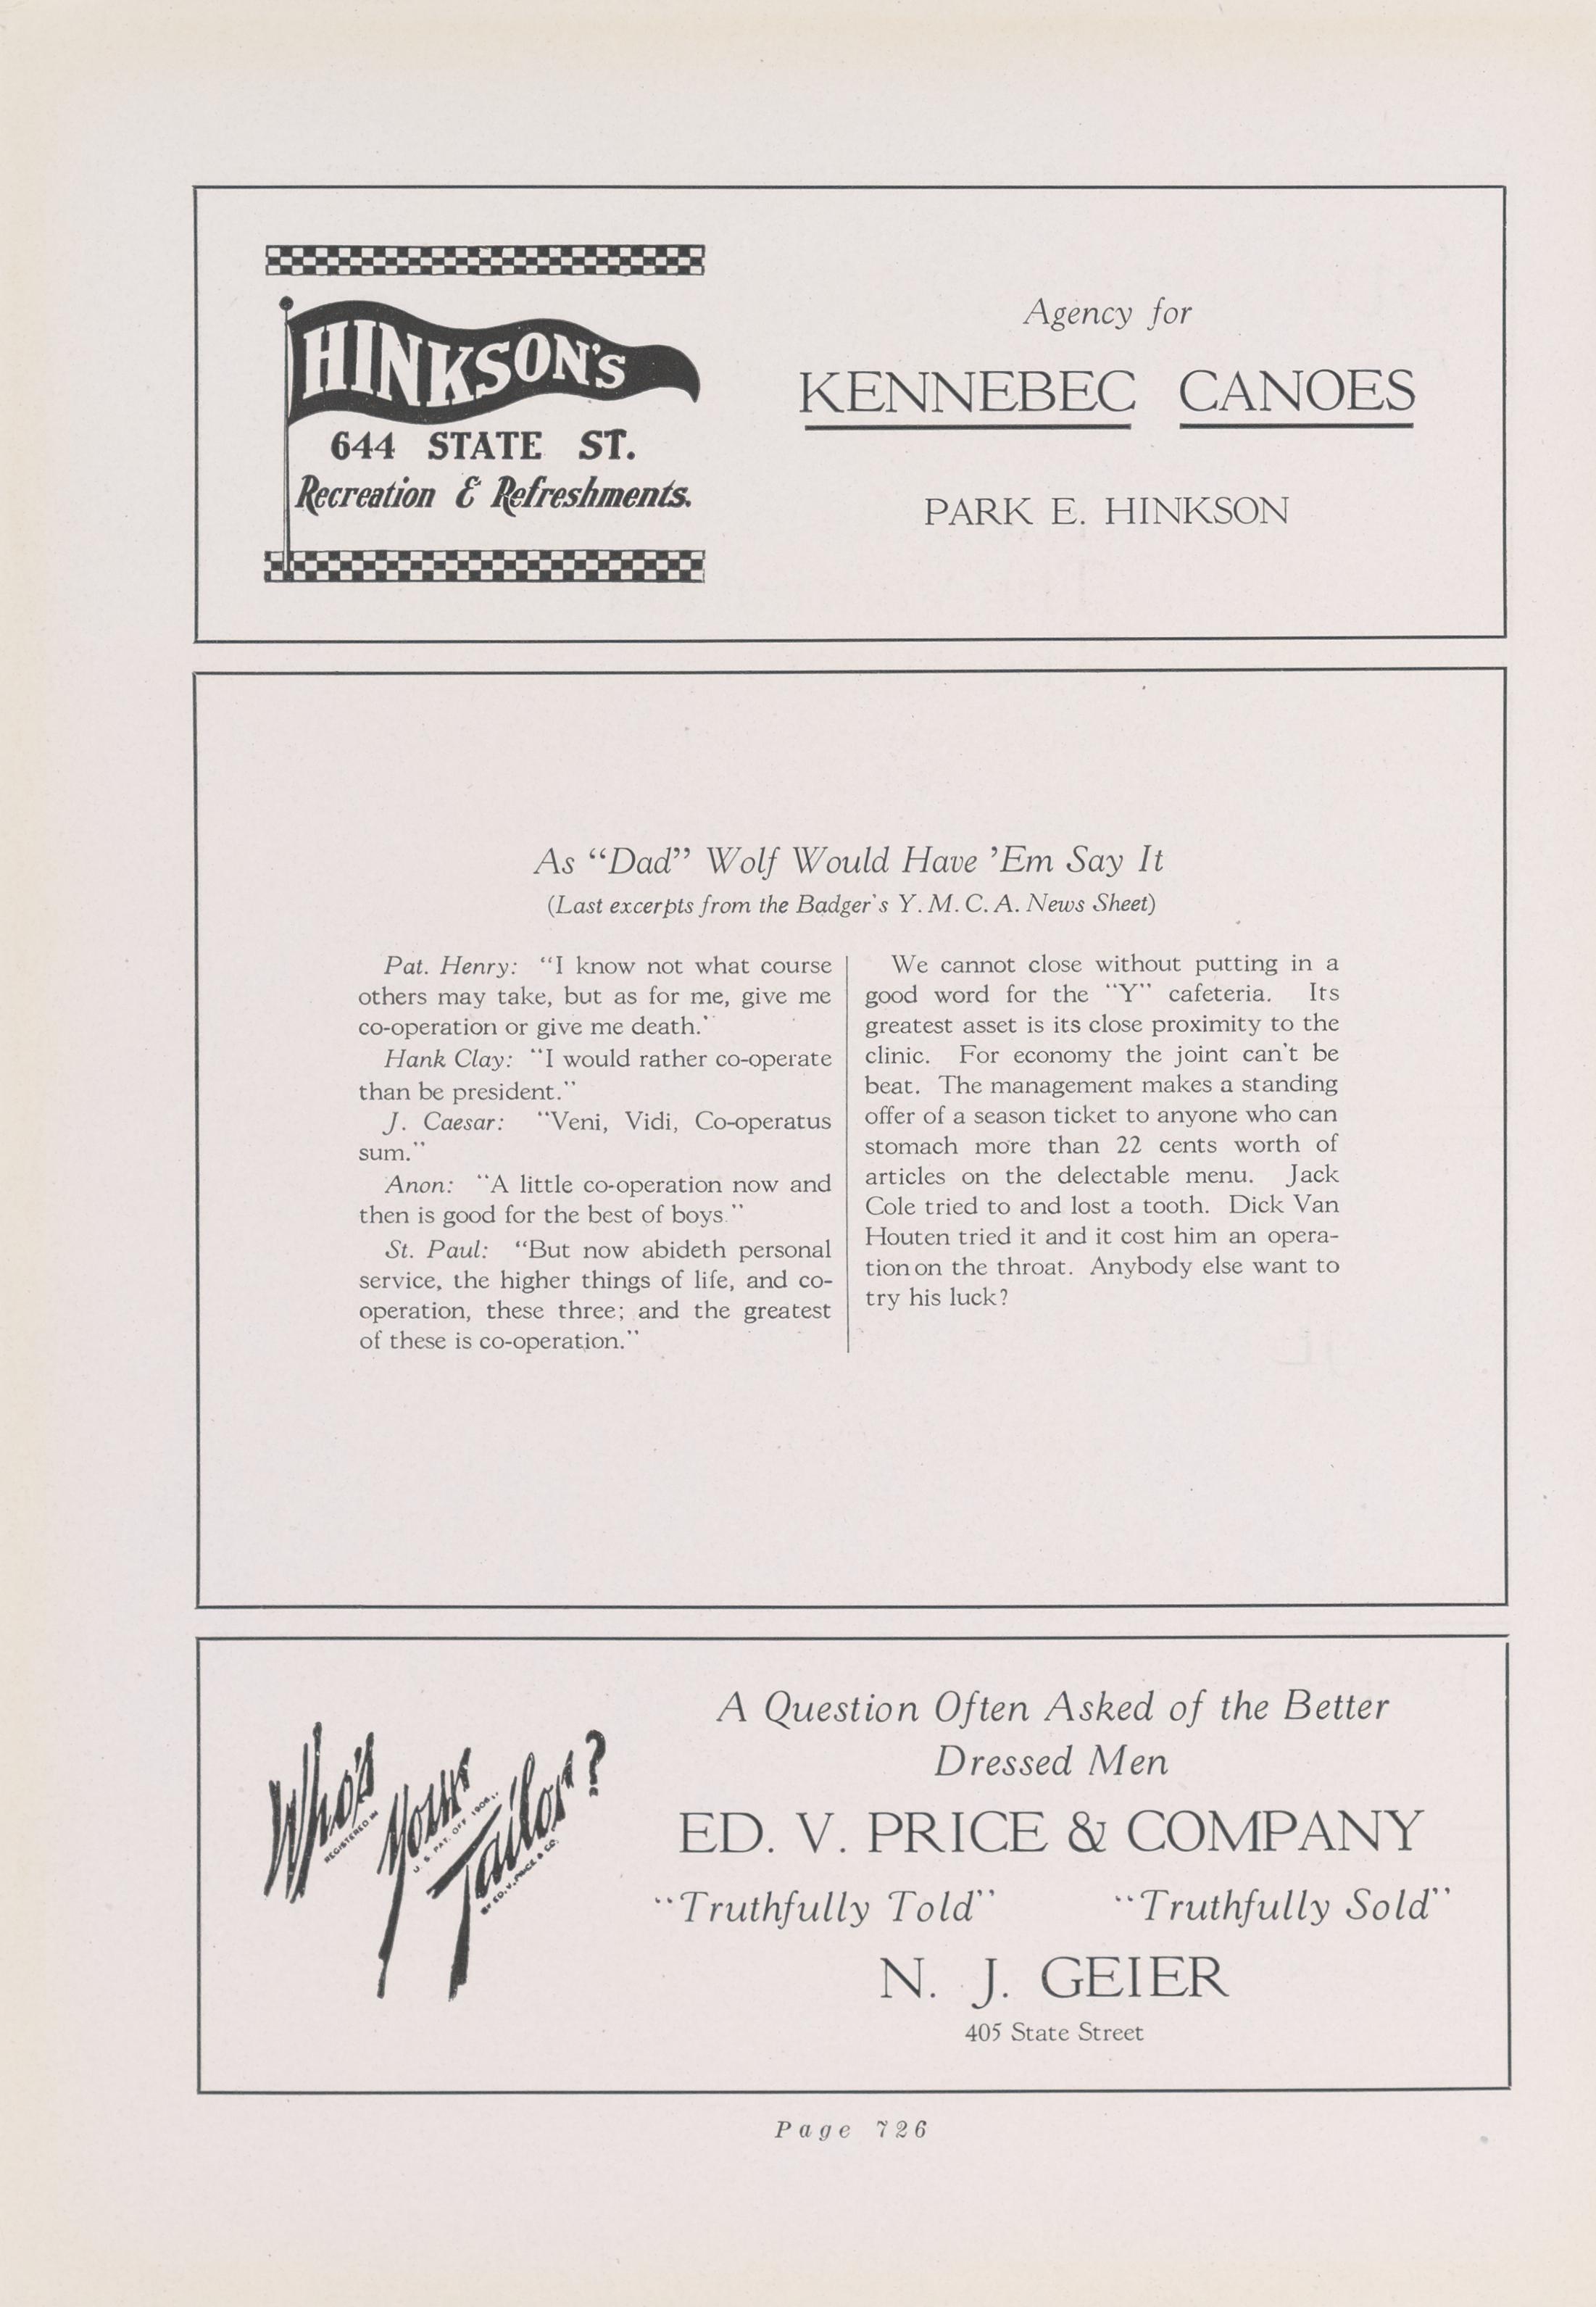 HINKSON'S
644 STATE ST.
Recreation & Refreshments.
Agency for
KENNEBEC CANOES
PARK E. HINKSON
As “Dad” Wolf Would Have ’Em Say It
(Last excerpts from the Badger's Y. M. C. A. News Sheet)
Pat. Henry: “I know not what course
others may take, but as for me, give me
co-operation or give me death.'
Hank Clay: “I would rather co-operate
than be president.”
J. Caesar: “Veni, Vidi, Co-operatus
sum.”
Anon: “A little co-operation now and
then is good for the best of boys.”
St. Paul: “But now abideth personal
service, the higher things of life, and co-
operation, these three; and the greatest
of these is co-operation.”
We cannot close without putting in a
good word for the “Y” cafeteria. Its
greatest asset is its close proximity to the
clinic. For economy the joint can't be
beat. The management makes a standing
offer of a season ticket to anyone who can
stomach more than 22 cents worth of
articles on the delectable menu. Jack
Cole tried to and lost a tooth. Dick Van
Houten tried it and it cost him an opera-
tion on the throat. Anybody else want to
try his luck?
Who's
REGISTERED IN
Your
U. S. PAT. OFF 1906,
Tailor?
BY ED. V. PRICE & CO.
A Question Often Asked of the Better
Dressed Men
ED. V. PRICE & COMPANY
“Truthfully Told” “Truthfully Sold”
N. J. GEIER
405 State Street
Page 726